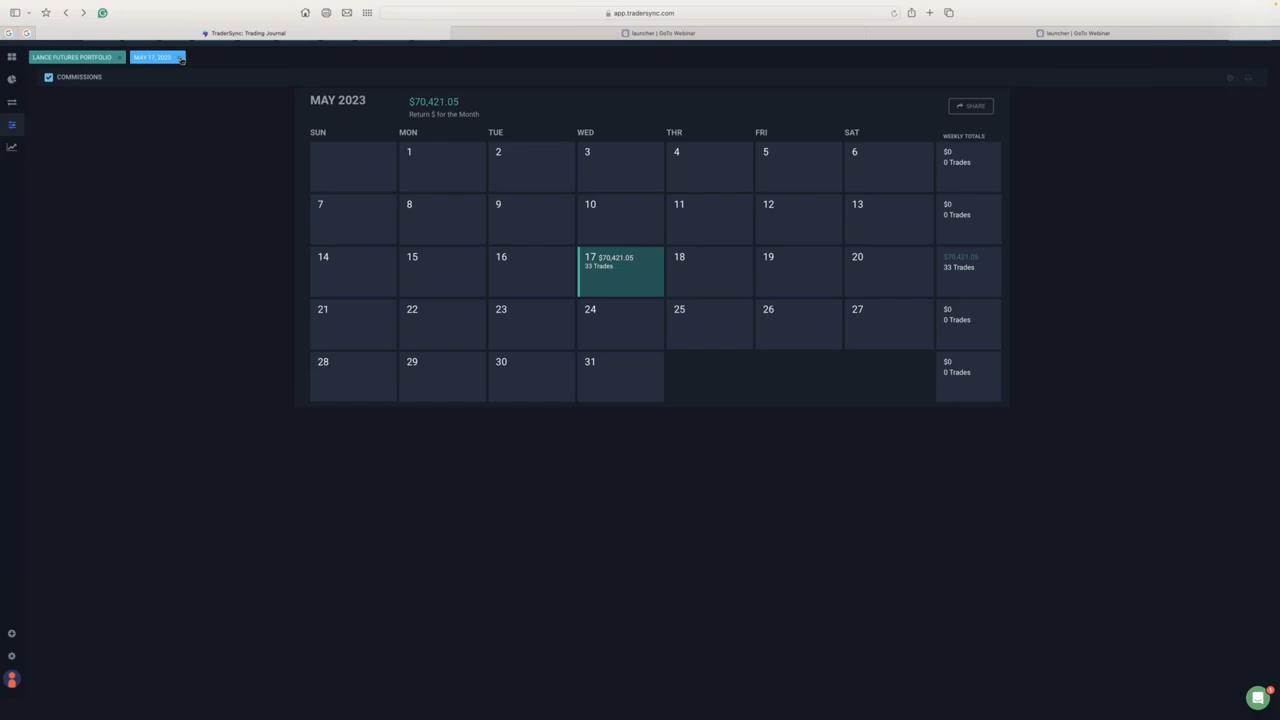 app.tradersync.com
TraderSync: Trading Journal
launcher | GoTo Webinar
launcher | GoTo Webinar
LANCE FUTURES PORTFOLIO ×
MAY 17, 2023
COMMISSIONS
MAY 2023
$70,421.05
Return $ for the Month
SHARE
SUN MON TUE WED THR FRI SAT WEEKLY TOTALS
1 2 3 4 5 6 $0
0 Trades
7 8 9 10 11 12 13 $0
0 Trades
14 15 16 17 $70,421.05 18 19 20 $70,421.05
33 Trades 33 Trades
21 22 23 24 25 26 27 $0
0 Trades
28 29 30 31 $0
0 Trades
1